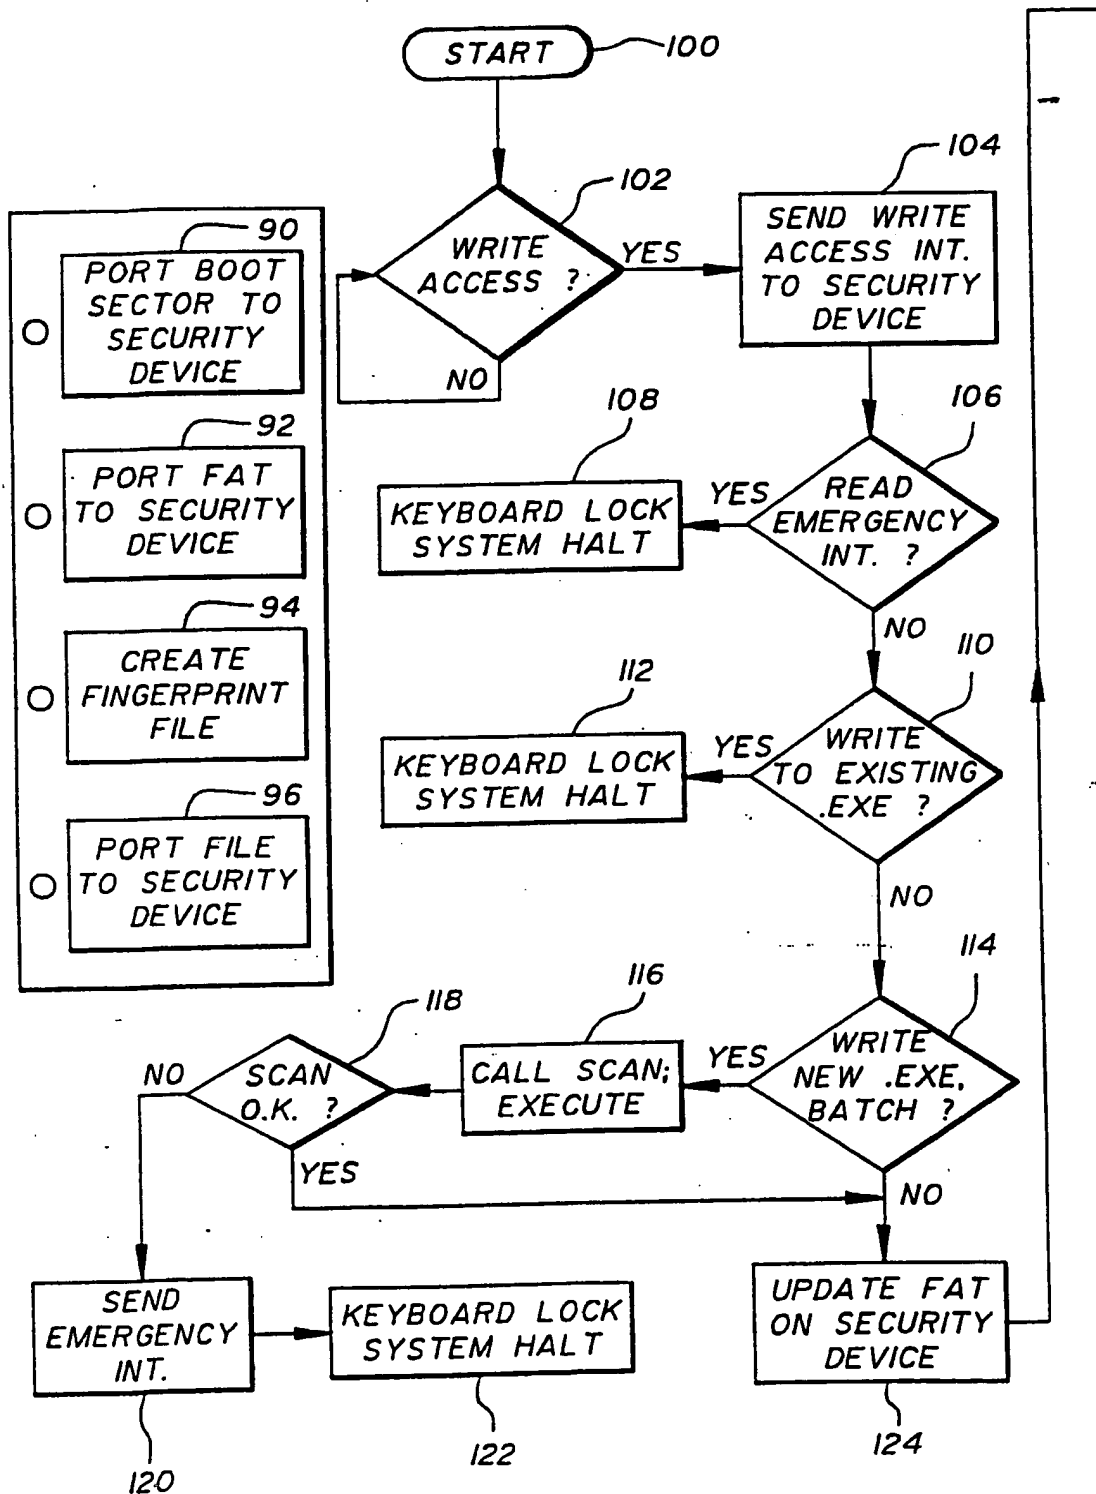 START
100
102
WRITE
ACCESS ?
YES
NO
104
SEND WRITE
ACCESS INT.
TO SECURITY
DEVICE
90
PORT BOOT
SECTOR TO
SECURITY
DEVICE
92
PORT FAT
TO SECURITY
DEVICE
94
CREATE
FINGERPRINT
FILE
96
PORT FILE
TO SECURITY
DEVICE
106
READ
EMERGENCY
INT. ?
YES
NO
108
KEYBOARD LOCK
SYSTEM HALT
110
WRITE
TO EXISTING
.EXE ?
YES
NO
112
KEYBOARD LOCK
SYSTEM HALT
114
WRITE
NEW .EXE,
BATCH ?
YES
NO
116
CALL SCAN;
EXECUTE
118
SCAN
O.K. ?
NO
YES
SEND
EMERGENCY
INT.
120
KEYBOARD LOCK
SYSTEM HALT
122
UPDATE FAT
ON SECURITY
DEVICE
124